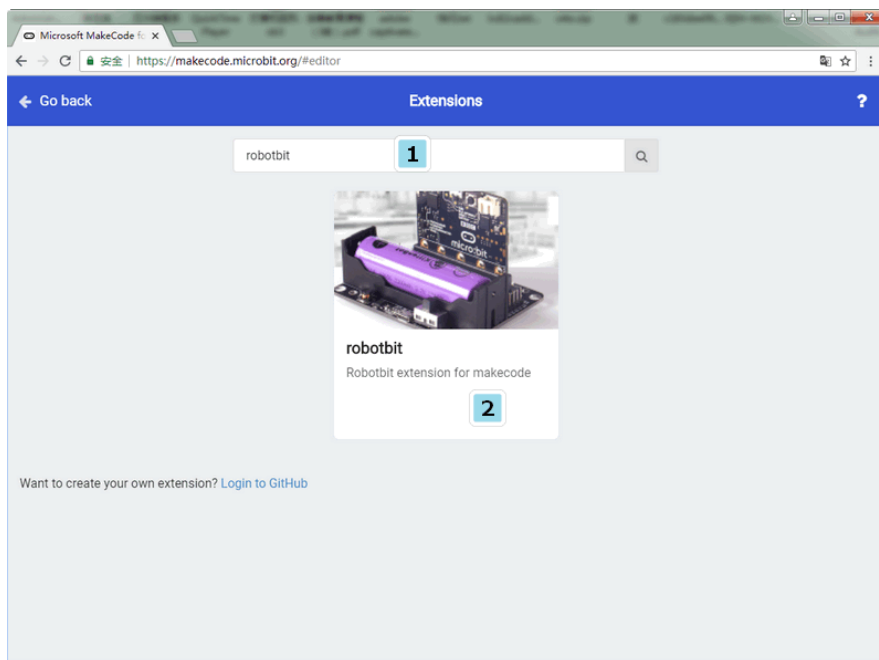 Microsoft MakeCode fo
安全 | https://makecode.microbit.org/#editor
Go back
Extensions
?
robotbit
1
micro:bit
robotbit
Robotbit extension for makecode
2
Want to create your own extension? Login to GitHub